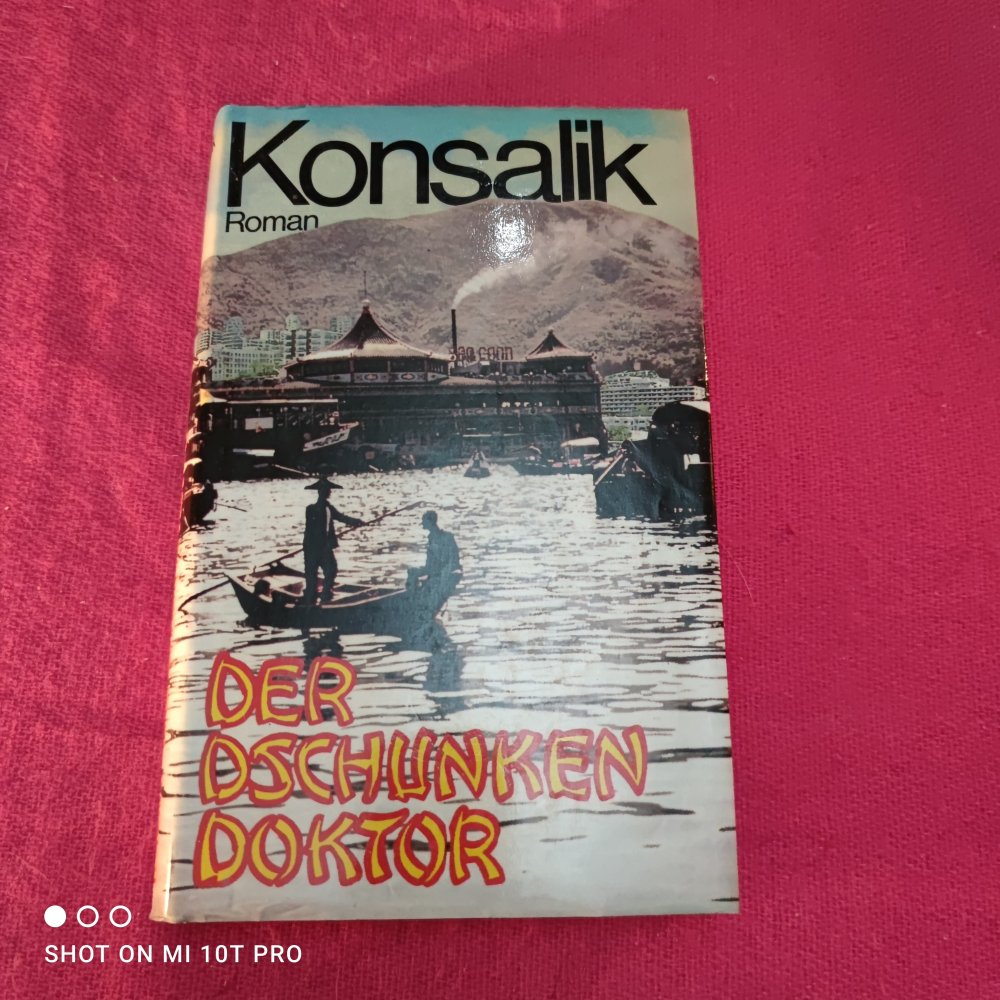 Konsalik
Roman
DER
DSCHUNKEN
DOKTOR
SHOT ON MI 10T PRO